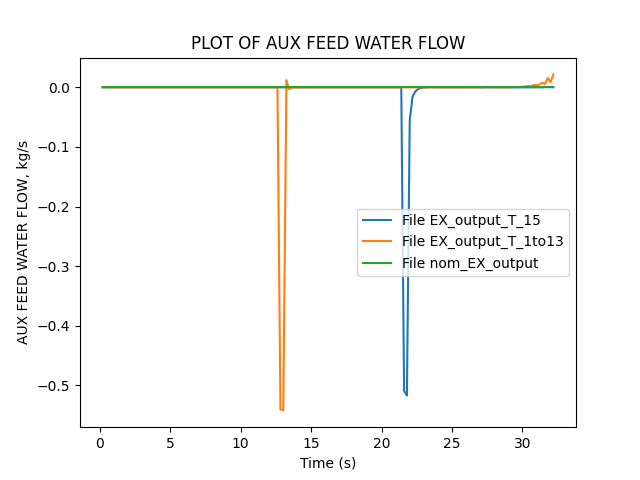 PLOT OF AUX FEED WATER FLOW
AUX FEED WATER FLOW, kg/s
0.0
−0.1
−0.2
−0.3
−0.4
−0.5
File EX_output_T_15
File EX_output_T_1to13
File nom_EX_output
0 5 10 15 20 25 30
Time (s)